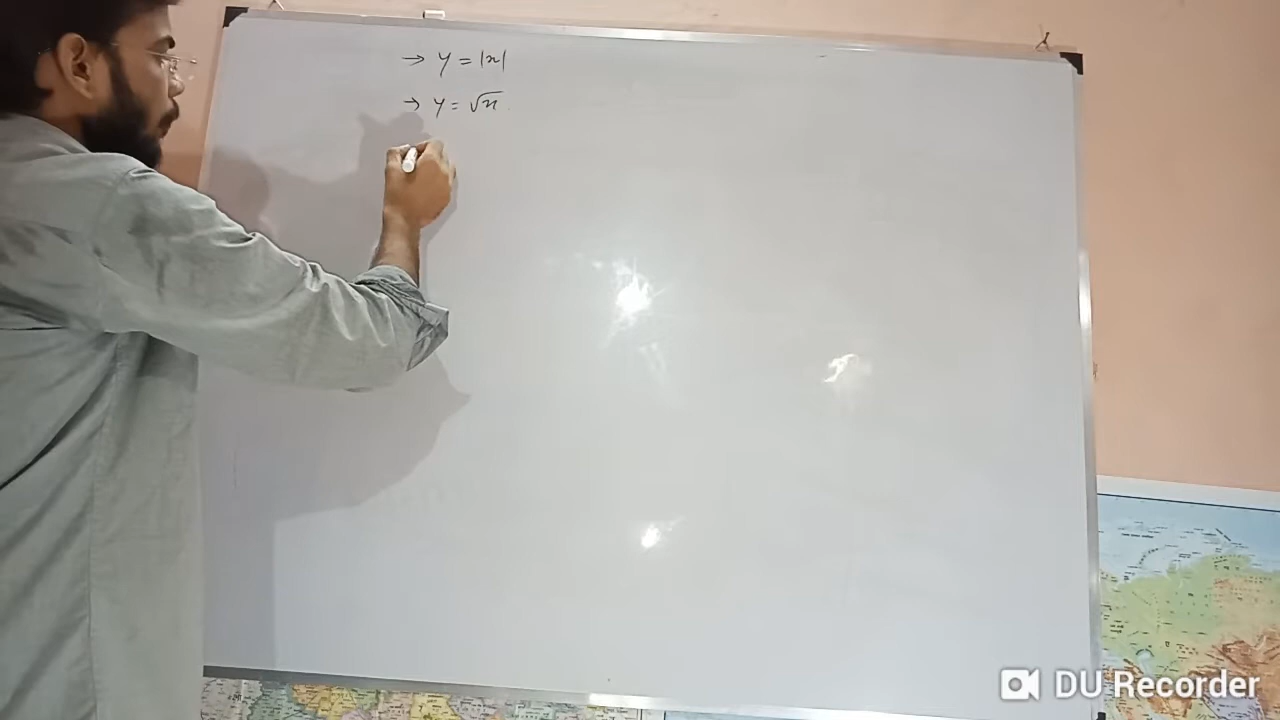 → y = |x|
→ y = √x
DU Recorder